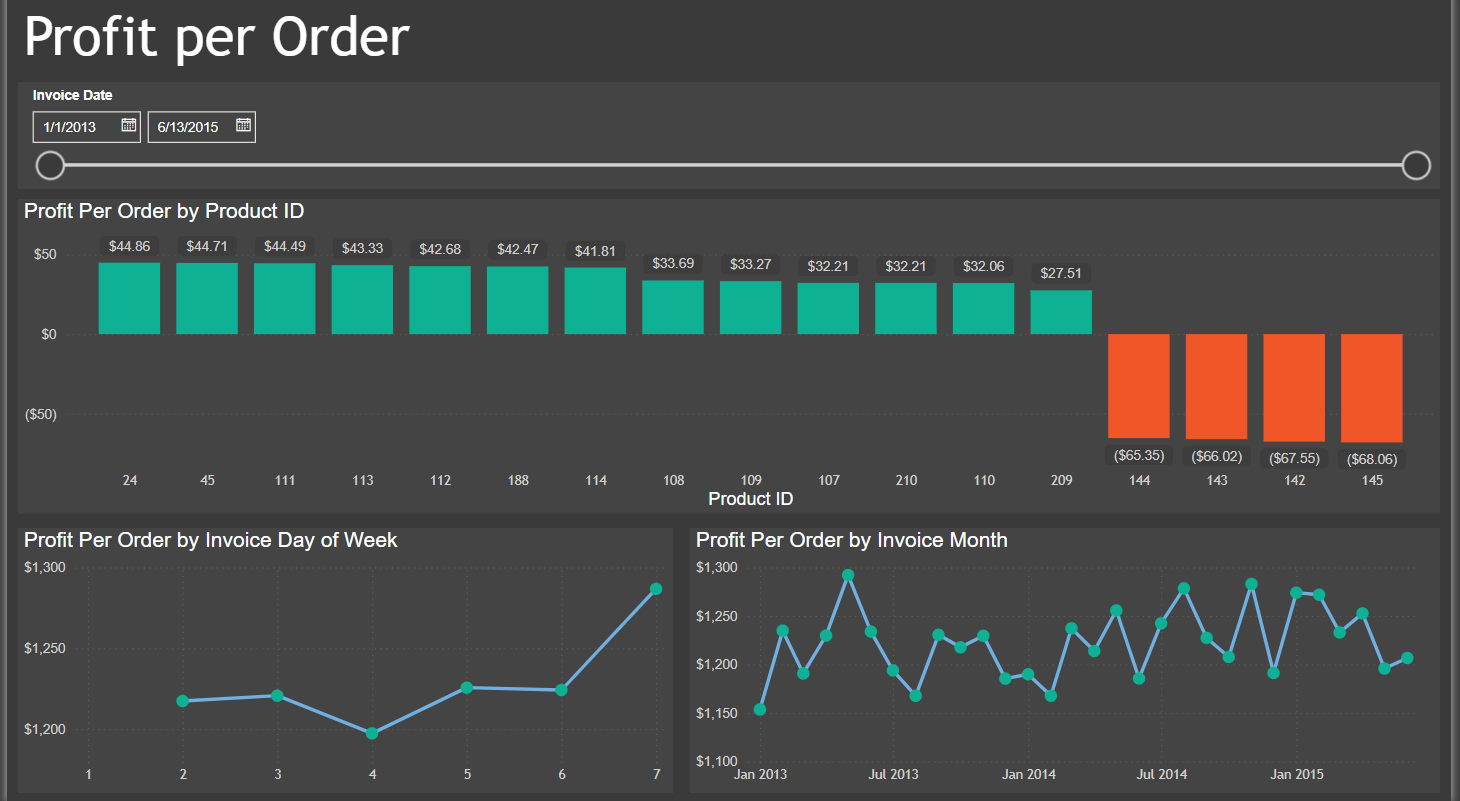 Profit per Order
Invoice Date
1/1/2013 6/13/2015
Profit Per Order by Product ID
$44.86 $44.71 $44.49 $43.33 $42.68 $42.47 $41.81 $33.69 $33.27 $32.21 $32.21 $32.06 $27.51
$50
$0
($50)
($65.35) ($66.02) ($67.55) ($68.06)
24 45 111 113 112 188 114 108 109 107 210 110 209 144 143 142 145
Product ID
Profit Per Order by Invoice Day of Week
$1,300
$1,250
$1,200
1 2 3 4 5 6 7
Profit Per Order by Invoice Month
$1,300
$1,250
$1,200
$1,150
$1,100
Jan 2013 Jul 2013 Jan 2014 Jul 2014 Jan 2015